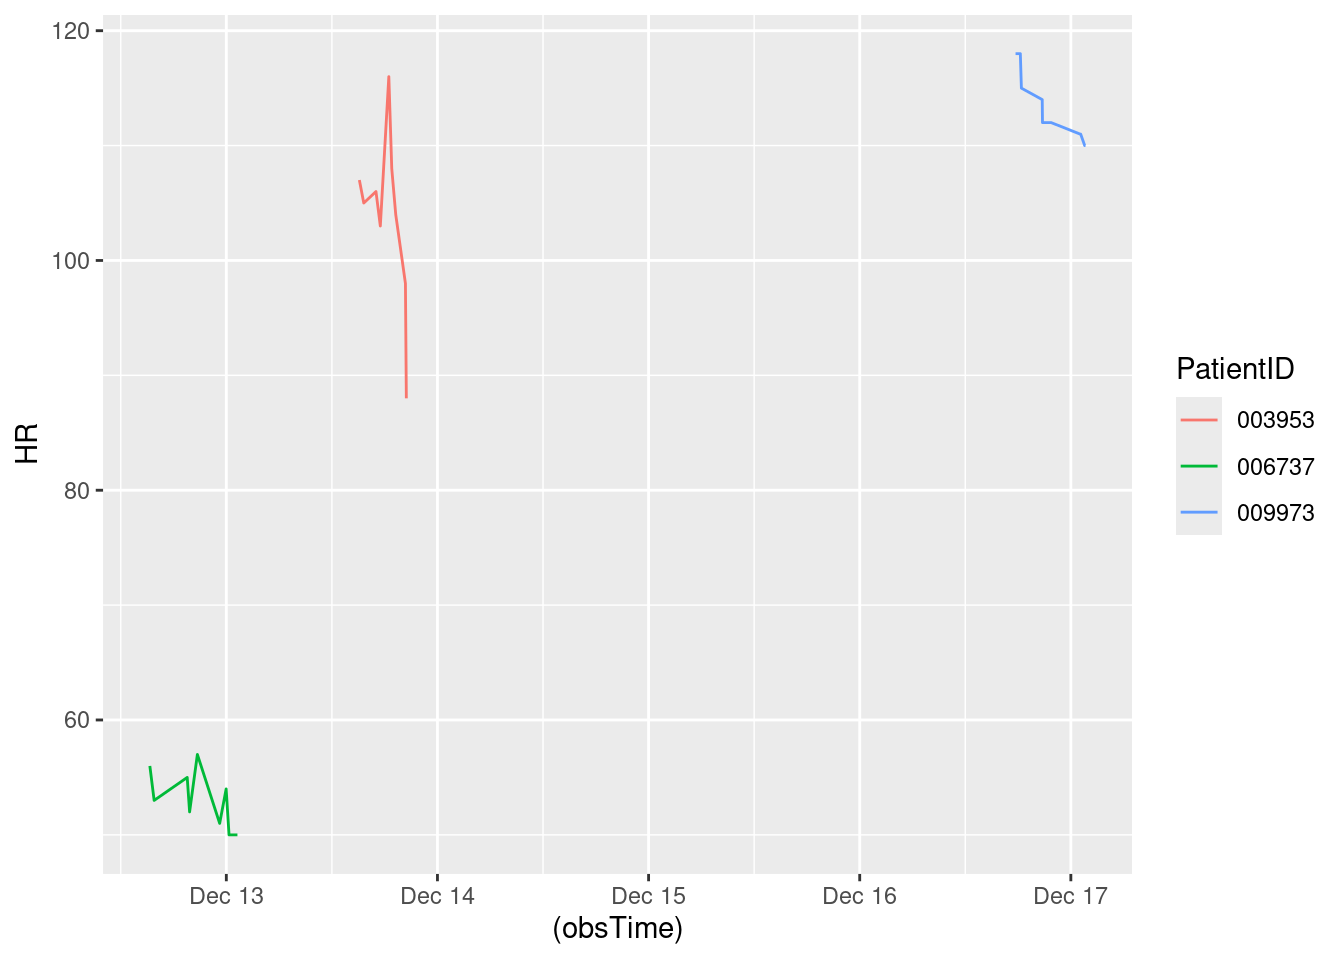 120
100
80
60
HR
Dec 13
Dec 14
Dec 15
Dec 16
Dec 17
(obsTime)
PatientID
003953
006737
009973